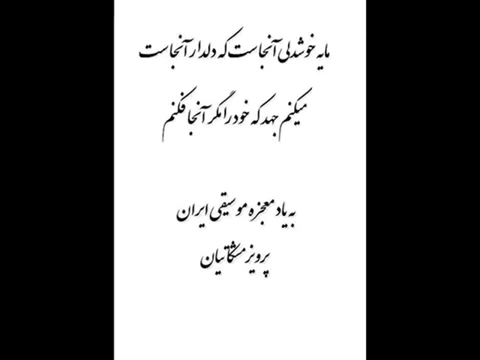 مایه خوشدلی آنجاست که دلدار آنجاست
میکنم جهد که خود را مگر آنجا فکنم
به یاد معجزه موسیقی ایران
پرویز مشکاتیان